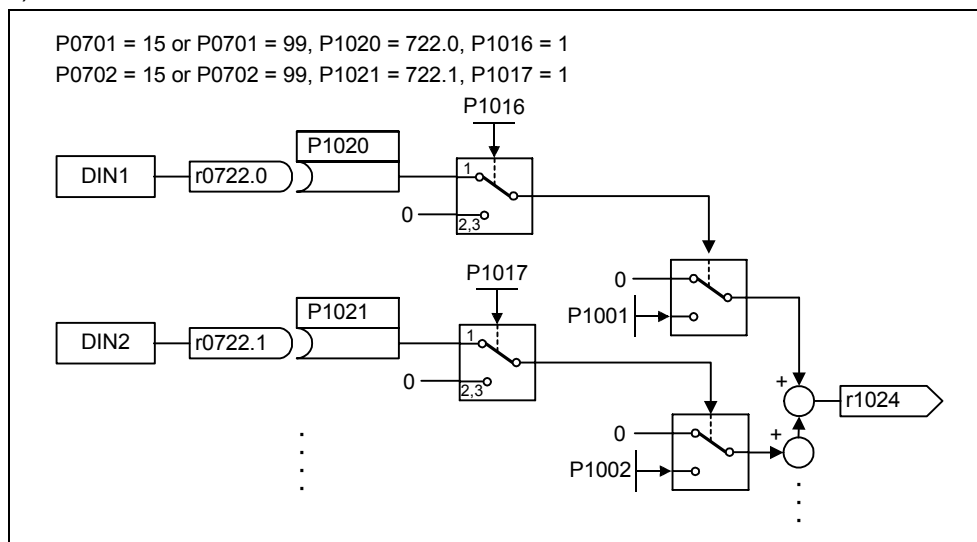 P0701 = 15 or P0701 = 99, P1020 = 722.0, P1016 = 1
P0702 = 15 or P0702 = 99, P1021 = 722.1, P1017 = 1
P1016
P1020
DIN1
r0722.0
1
0
2,3
P1017
0
P1021
P1001
DIN2
r0722.1
1
0
2,3
+
r1024
0
+
P1002